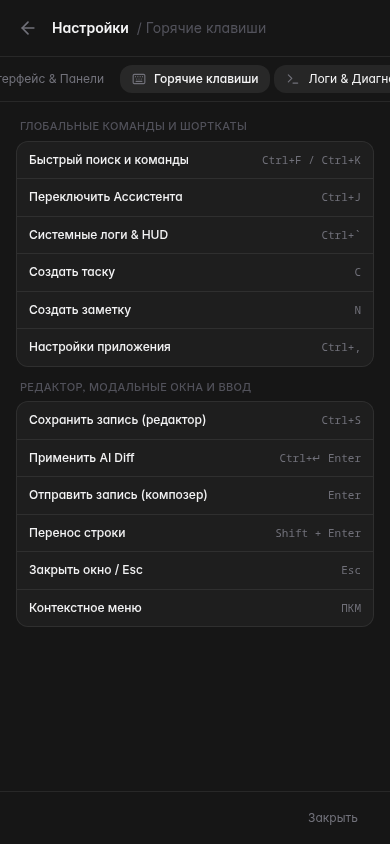 Настройки / Горячие клавиши
терфейс & Панели Горячие клавиши Логи & Диагн
ГЛОБАЛЬНЫЕ КОМАНДЫ И ШОРТКАТЫ
Быстрый поиск и команды Ctrl+F / Ctrl+K
Переключить Ассистента Ctrl+J
Системные логи & HUD Ctrl+`
Создать таску C
Создать заметку N
Настройки приложения Ctrl+,
РЕДАКТОР, МОДАЛЬНЫЕ ОКНА И ВВОД
Сохранить запись (редактор) Ctrl+S
Применить AI Diff Ctrl+↵ Enter
Отправить запись (композер) Enter
Перенос строки Shift + Enter
Закрыть окно / Esc Esc
Контекстное меню ПКМ
Закрыть